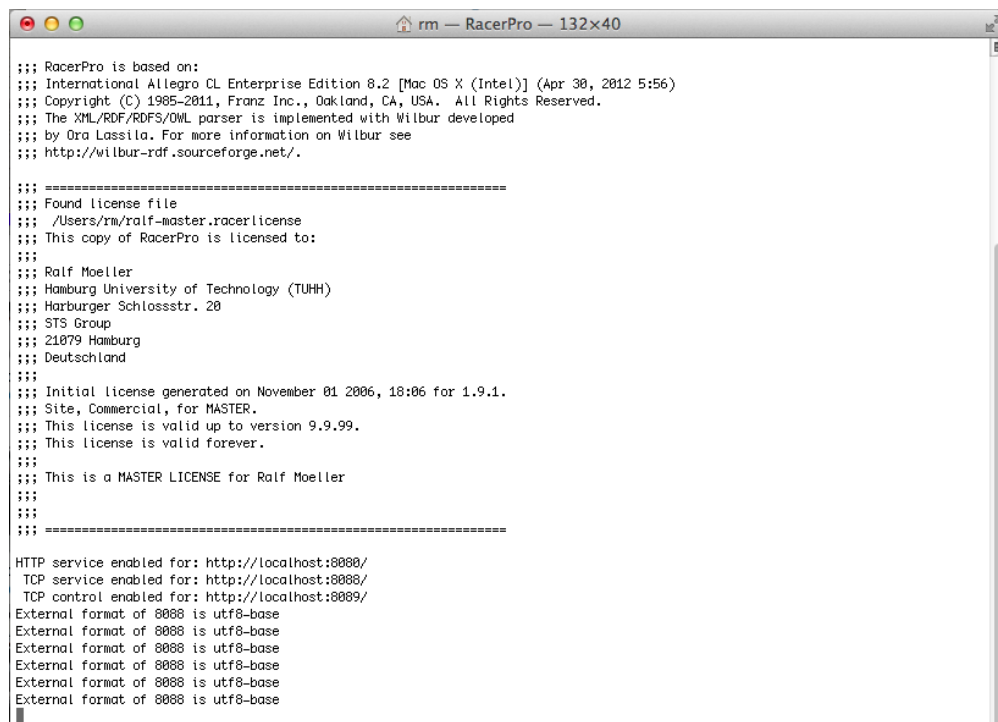 rm — RacerPro — 132×40
;;; RacerPro is based on:
;;; International Allegro CL Enterprise Edition 8.2 [Mac OS X (Intel)] (Apr 30, 2012 5:56)
;;; Copyright (C) 1985-2011, Franz Inc., Oakland, CA, USA.  All Rights Reserved.
;;; The XML/RDF/RDFS/OWL parser is implemented with Wilbur developed
;;; by Ora Lassila. For more information on Wilbur see
;;; http://wilbur-rdf.sourceforge.net/.
;;; ===============================================================
;;; Found license file
;;;  /Users/rm/ralf-master.racerlicense
;;; This copy of RacerPro is licensed to:
;;;
;;; Ralf Moeller
;;; Hamburg University of Technology (TUHH)
;;; Harburger Schlossstr. 20
;;; STS Group
;;; 21079 Hamburg
;;; Deutschland
;;;
;;; Initial license generated on November 01 2006, 18:06 for 1.9.1.
;;; Site, Commercial, for MASTER.
;;; This license is valid up to version 9.9.99.
;;; This license is valid forever.
;;;
;;; This is a MASTER LICENSE for Ralf Moeller
;;;
;;;
;;; ===============================================================
HTTP service enabled for: http://localhost:8080/
 TCP service enabled for: http://localhost:8088/
 TCP control enabled for: http://localhost:8089/
External format of 8088 is utf8-base
External format of 8088 is utf8-base
External format of 8088 is utf8-base
External format of 8088 is utf8-base
External format of 8088 is utf8-base
External format of 8088 is utf8-base